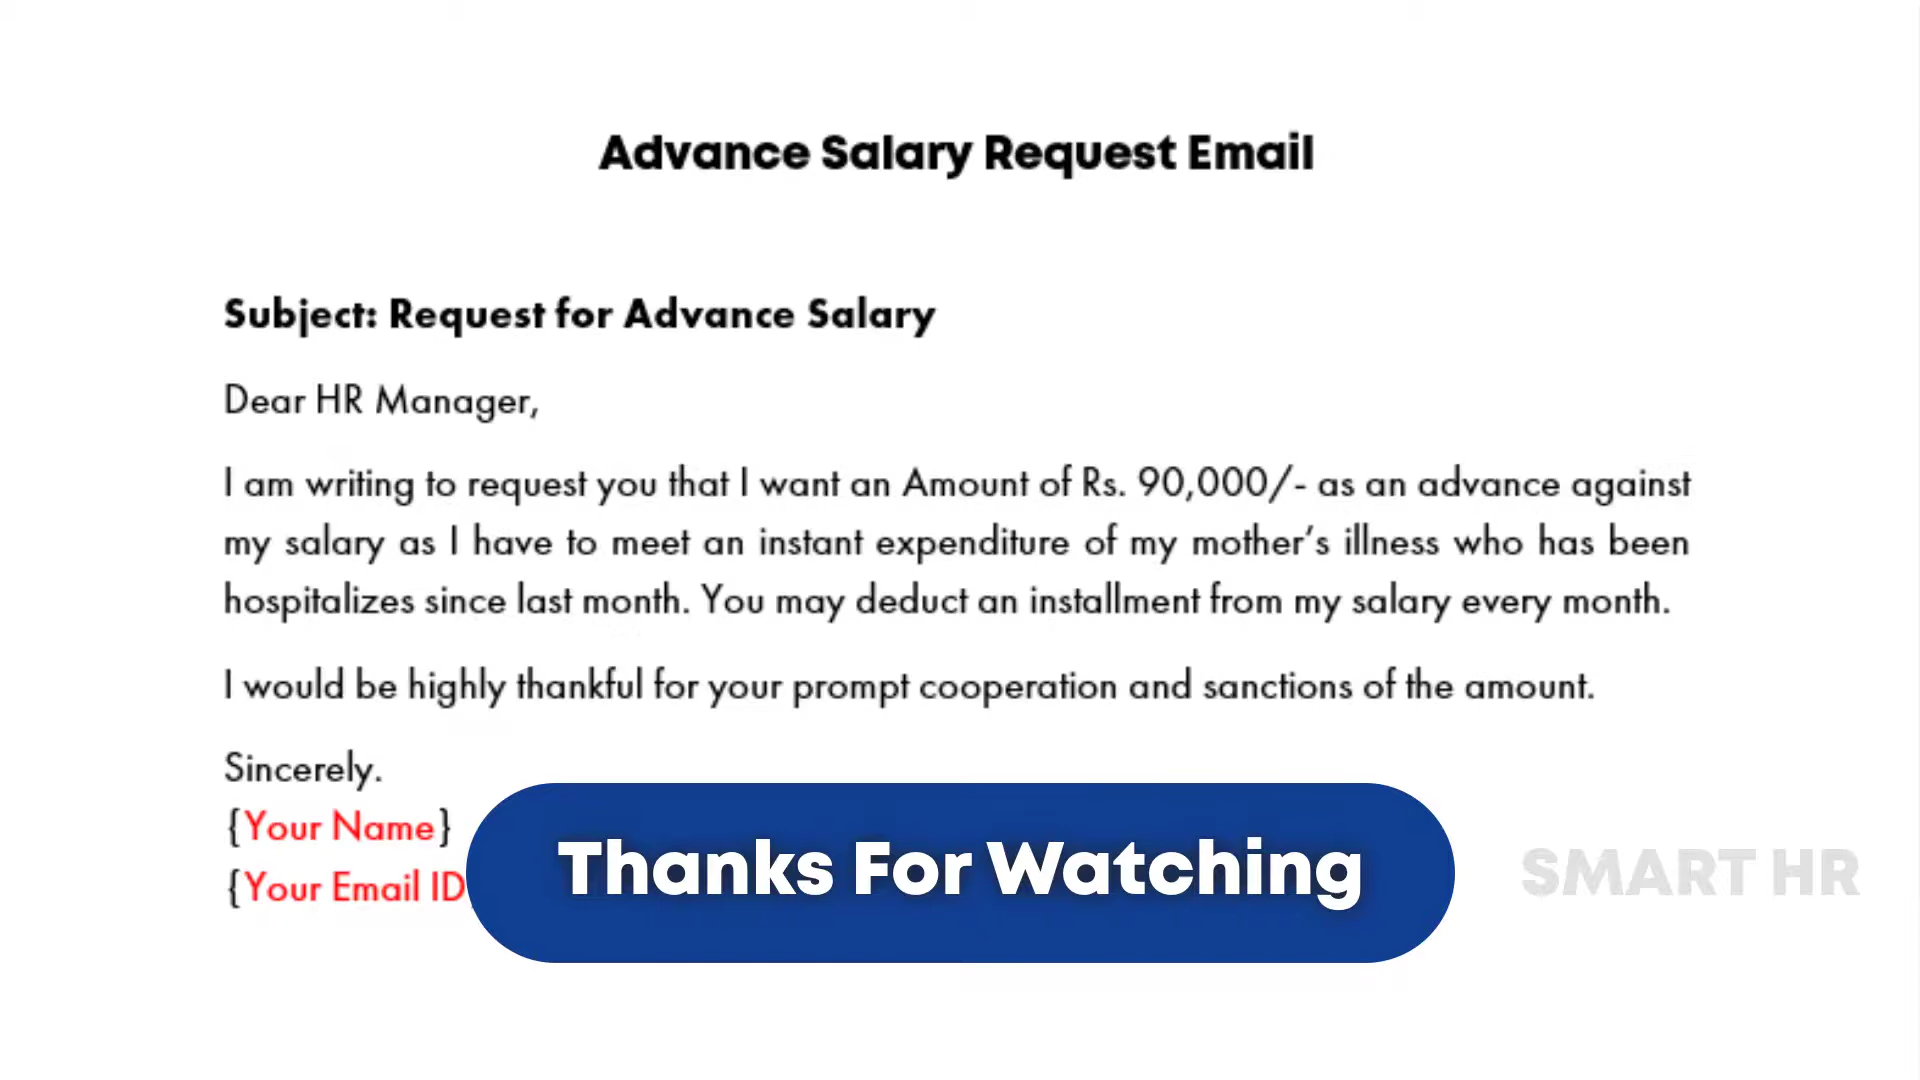 Advance Salary Request Email
Subject: Request for Advance Salary
Dear HR Manager,
I am writing to request you that I want an Amount of Rs. 90,000/- as an advance against
my salary as I have to meet an instant expenditure of my mother’s illness who has been
hospitalizes since last month. You may deduct an installment from my salary every month.
I would be highly thankful for your prompt cooperation and sanctions of the amount.
Sincerely.
{Your Name}
{Your Email ID
Thanks For Watching
SMART HR